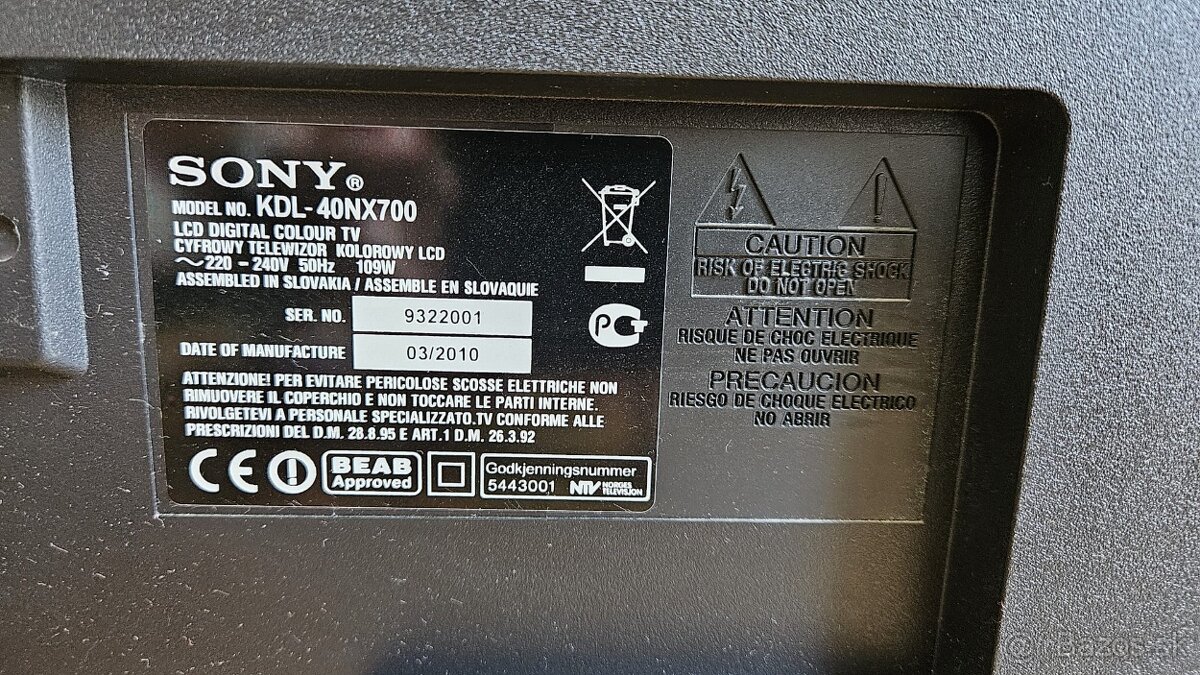 SONY®
MODEL NO. KDL-40NX700
LCD DIGITAL COLOUR TV
CYFROWY TELEWIZOR KOLOROWY LCD
～220 - 240V 50Hz 109W
ASSEMBLED IN SLOVAKIA / ASSEMBLE EN SLOVAQUIE
SER. NO. 9322001
DATE OF MANUFACTURE 03/2010
ATTENZIONE! PER EVITARE PERICOLOSE SCOSSE ELETTRICHE NON
RIMUOVERE IL COPERCHIO E NON TOCCARE LE PARTI INTERNE.
RIVOLGETEVI A PERSONALE SPECIALIZZATO.TV CONFORME ALLE
PRESCRIZIONI DEL D.M. 28.8.95 E ART.1 D.M. 26.3.92
CE
BEAB
Approved
Godkjenningsnummer
5443001 NTV NORGES
TELEVISJON
CAUTION
RISK OF ELECTRIC SHOCK
DO NOT OPEN
ATTENTION
RISQUE DE CHOC ELECTRIQUE
NE PAS OUVRIR
PRECAUCION
RIESGO DE CHOQUE ELECTRICO
NO ABRIR
Bazos.sk